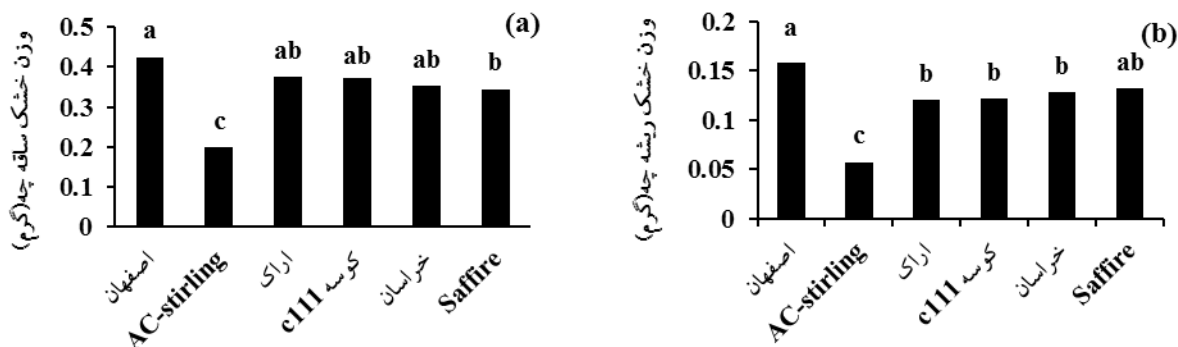 (a)
وزن خشک ساقه چه(گرم)
0.5
0.4
0.3
0.2
0.1
0
a
c
ab
ab
ab
b
اصفهان
AC-stirling
اراک
کوسه c111
خراسان
Saffire
(b)
وزن خشک ریشه چه(گرم)
0.2
0.15
0.1
0.05
0
a
c
b
b
b
ab
اصفهان
AC-stirling
اراک
کوسه c111
خراسان
Saffire